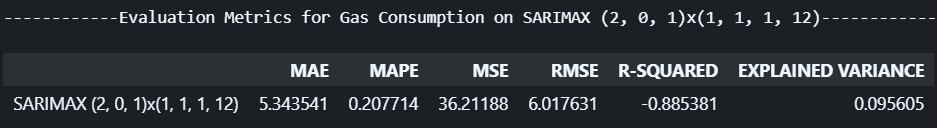 ------------Evaluation Metrics for Gas Consumption on SARIMAX (2, 0, 1)x(1, 1, 1, 12)------------
MAE MAPE MSE RMSE R-SQUARED EXPLAINED VARIANCE
SARIMAX (2, 0, 1)x(1, 1, 1, 12) 5.343541 0.207714 36.21188 6.017631 -0.885381 0.095605